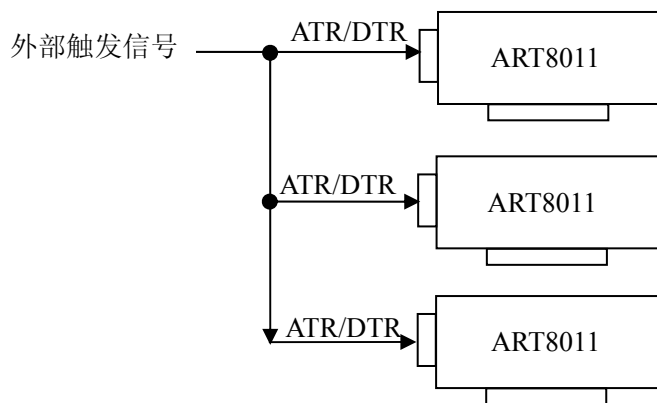 外部触发信号
ATR/DTR
ART8011
ATR/DTR
ART8011
ATR/DTR
ART8011